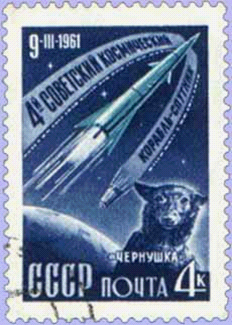 9-III-1961
4й СОВЕТСКИЙ КОСМИЧЕСКИЙ
КОРАБЛЬ-СПУТНИК
ЧЕРНУШКА
СССР ПОЧТА 4К